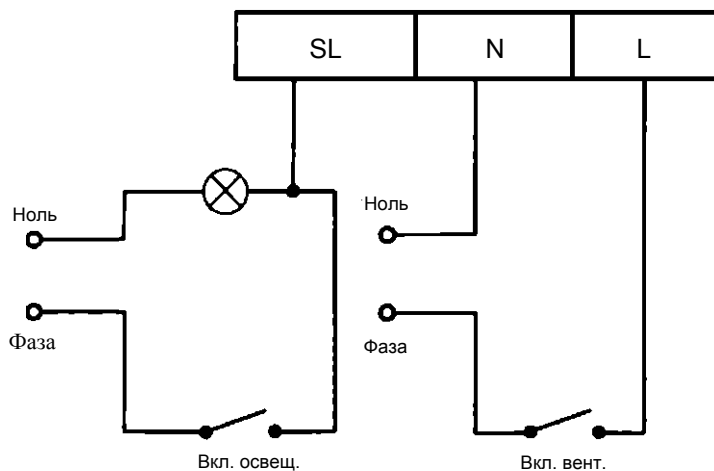 SL N L
Ноль
Ноль
Фаза
Фаза
Вкл. освещ.
Вкл. вент.